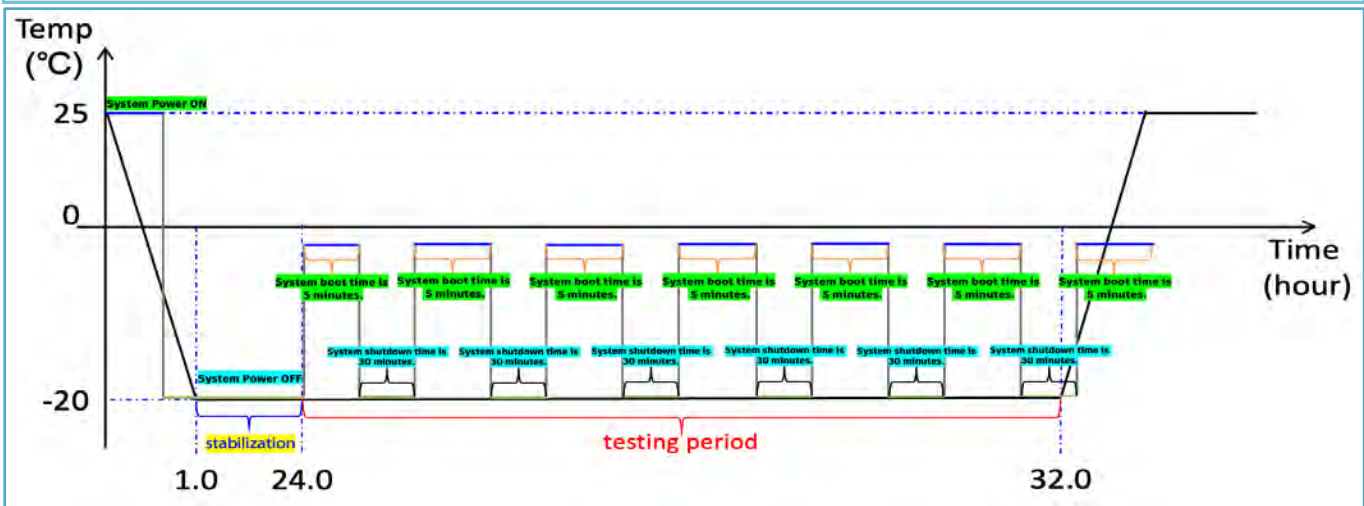 Temp
(°C)
System Power ON
25
0
Time
(hour)
System boot time is
5 minutes.
System boot time is
5 minutes.
System boot time is
5 minutes.
System boot time is
5 minutes.
System boot time is
5 minutes.
System boot time is
5 minutes.
System boot time is
5 minutes.
System shutdown time is
30 minutes.
System shutdown time is
30 minutes.
System shutdown time is
30 minutes.
System shutdown time is
30 minutes.
System shutdown time is
30 minutes.
System shutdown time is
30 minutes.
System Power OFF
-20
stabilization
testing period
1.0
24.0
32.0